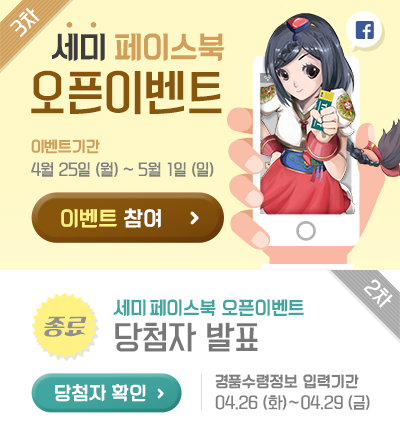 3차
세미 페이스북
오픈이벤트
이벤트기간
4월 25일 (월) ~ 5월 1일 (일)
이벤트 참여 >
2차
종료
세미 페이스북 오픈이벤트
당첨자 발표
당첨자 확인 >
경품수령정보 입력기간
04.26 (화)~04.29 (금)